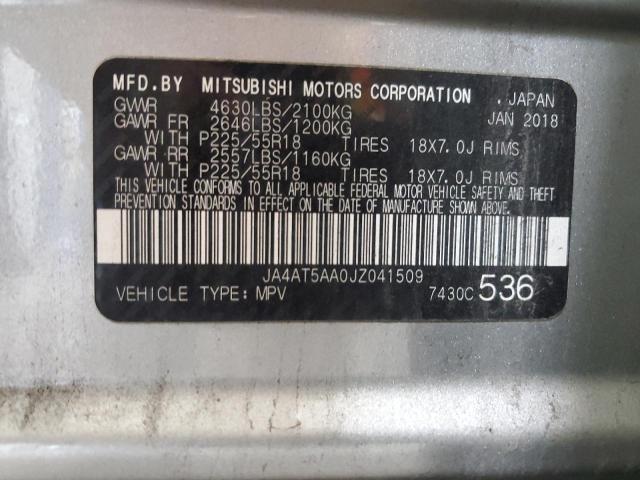 MFD.BY MITSUBISHI MOTORS CORPORATION . JAPAN
GVWR 4630LBS/2100KG JAN 2018
GAWR FR 2646LBS/1200KG
WITH P225/55R18 TIRES 18X7.0J RIMS
GAWR RR 2557LBS/1160KG
WITH P225/55R18 TIRES 18X7.0J RIMS
THIS VEHICLE CONFORMS TO ALL APPLICABLE FEDERAL MOTOR VEHICLE SAFETY AND THEFT
PREVENTION STANDARDS IN EFFECT ON THE DATE OF MANUFACTURE SHOWN ABOVE.
JA4AT5AA0JZ041509
VEHICLE TYPE: MPV 7430C 536